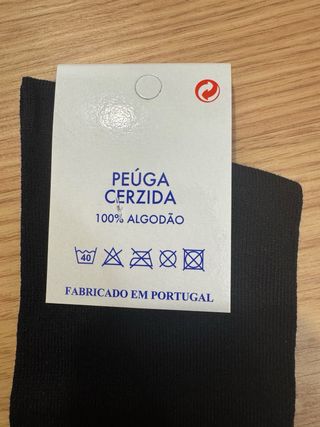 PEÚGA
CERZIDA
100% ALGODÃO
40
FABRICADO EM PORTUGAL